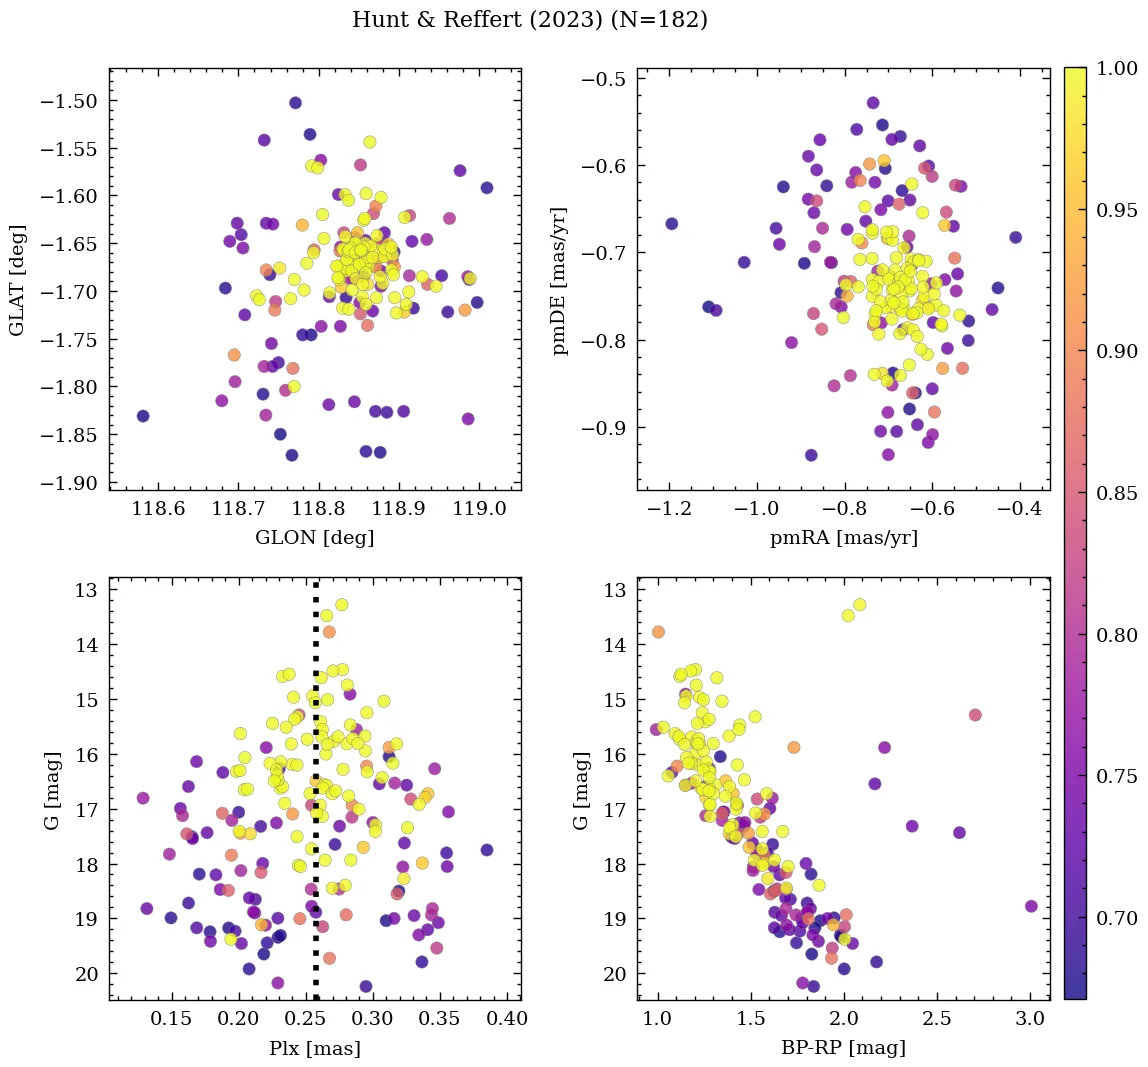 Hunt & Reffert (2023) (N=182)
−1.50
−1.55
−1.60
−1.65
−1.70
−1.75
−1.80
−1.85
−1.90
GLAT [deg]
118.6 118.7 118.8 118.9 119.0
GLON [deg]
−0.5
−0.6
−0.7
−0.8
−0.9
pmDE [mas/yr]
−1.2 −1.0 −0.8 −0.6 −0.4
pmRA [mas/yr]
13
14
15
16
17
18
19
20
G [mag]
0.15 0.20 0.25 0.30 0.35 0.40
Plx [mas]
13
14
15
16
17
18
19
20
G [mag]
1.0 1.5 2.0 2.5 3.0
BP-RP [mag]
1.00
0.95
0.90
0.85
0.80
0.75
0.70